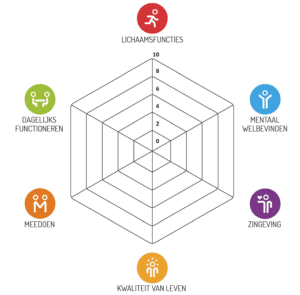 LICHAAMSFUNCTIES
10
8
6
4
2
0
DAGELIJKS
FUNCTIONEREN
MENTAAL
WELBEVINDEN
MEEDOEN
ZINGEVING
KWALITEIT VAN LEVEN